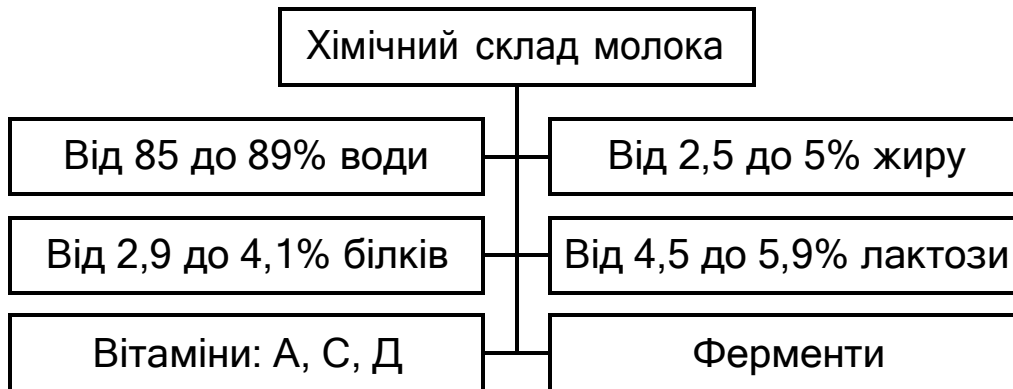 Хімічний склад молока
Від 85 до 89% води
Від 2,5 до 5% жиру
Від 2,9 до 4,1% білків
Від 4,5 до 5,9% лактози
Вітаміни: А, С, Д
Ферменти